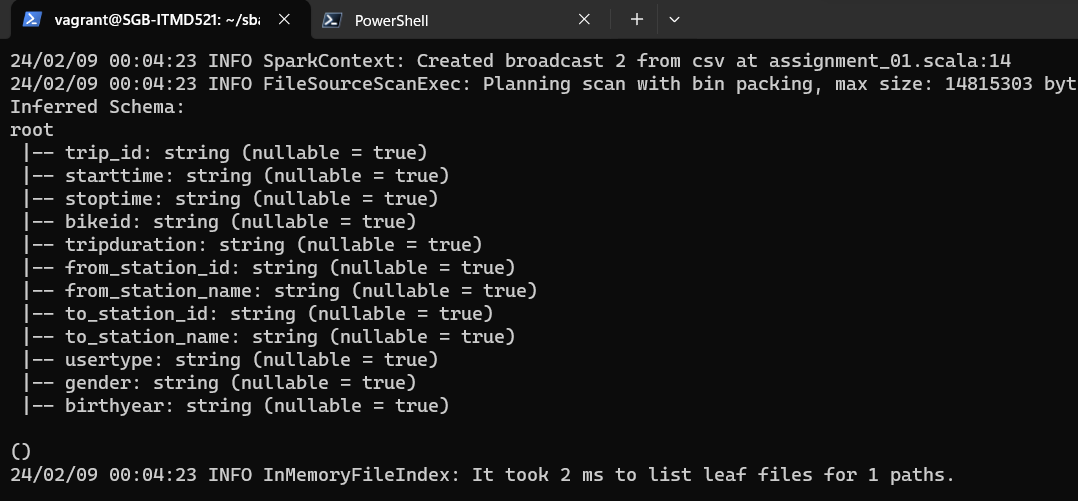 vagrant@SGB-ITMD521: ~/sba
PowerShell
24/02/09 00:04:23 INFO SparkContext: Created broadcast 2 from csv at assignment_01.scala:14
24/02/09 00:04:23 INFO FileSourceScanExec: Planning scan with bin packing, max size: 14815303 byt
Inferred Schema:
root
 |-- trip_id: string (nullable = true)
 |-- starttime: string (nullable = true)
 |-- stoptime: string (nullable = true)
 |-- bikeid: string (nullable = true)
 |-- tripduration: string (nullable = true)
 |-- from_station_id: string (nullable = true)
 |-- from_station_name: string (nullable = true)
 |-- to_station_id: string (nullable = true)
 |-- to_station_name: string (nullable = true)
 |-- usertype: string (nullable = true)
 |-- gender: string (nullable = true)
 |-- birthyear: string (nullable = true)
()
24/02/09 00:04:23 INFO InMemoryFileIndex: It took 2 ms to list leaf files for 1 paths.